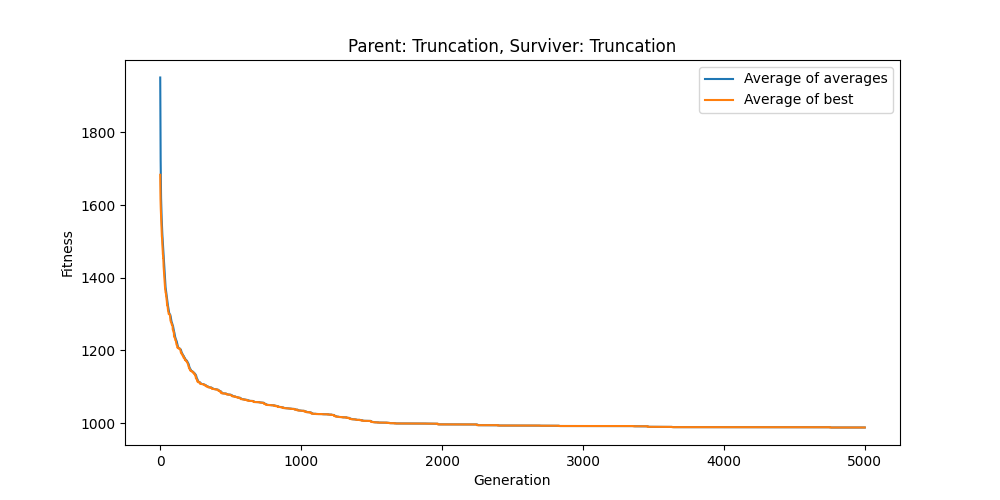 Parent: Truncation, Surviver: Truncation
Average of averages
Average of best
Fitness
1800
1600
1400
1200
1000
0 1000 2000 3000 4000 5000
Generation